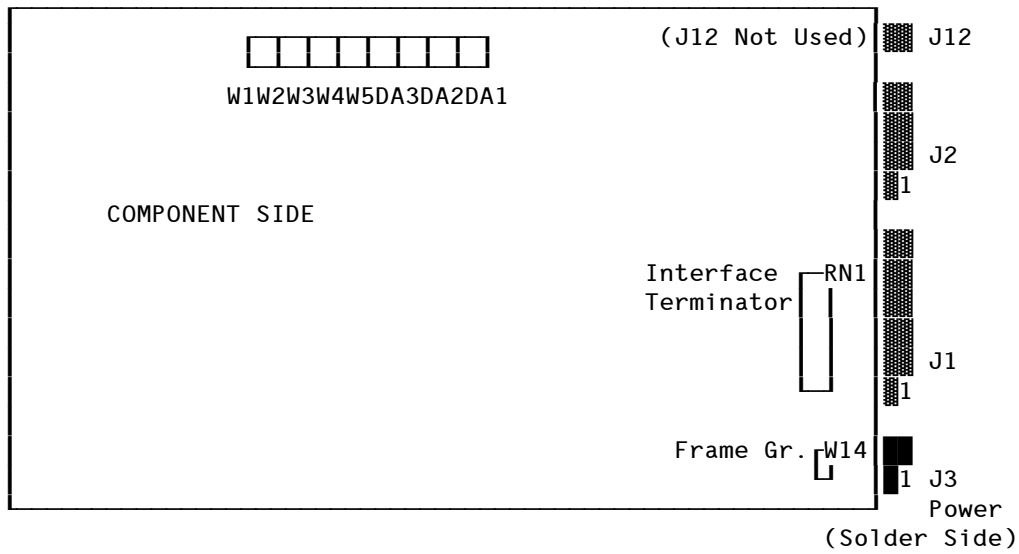 (J12 Not Used) J12
W1W2W3W4W5DA3DA2DA1
J2
1
COMPONENT SIDE
Interface RN1
Terminator
J1
1
Frame Gr. W14
1 J3
Power
(Solder Side)